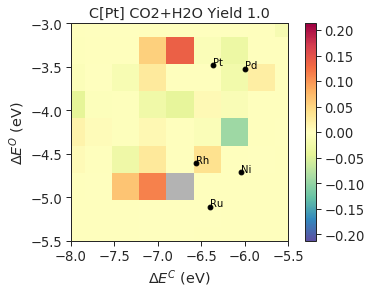 C[Pt] CO2+H2O Yield 1.0
−3.0
−3.5
−4.0
−4.5
−5.0
−5.5
ΔE^O (eV)
Pt
Pd
Rh
Ni
Ru
−8.0 −7.5 −7.0 −6.5 −6.0 −5.5
ΔE^C (eV)
0.20
0.15
0.10
0.05
0.00
−0.05
−0.10
−0.15
−0.20